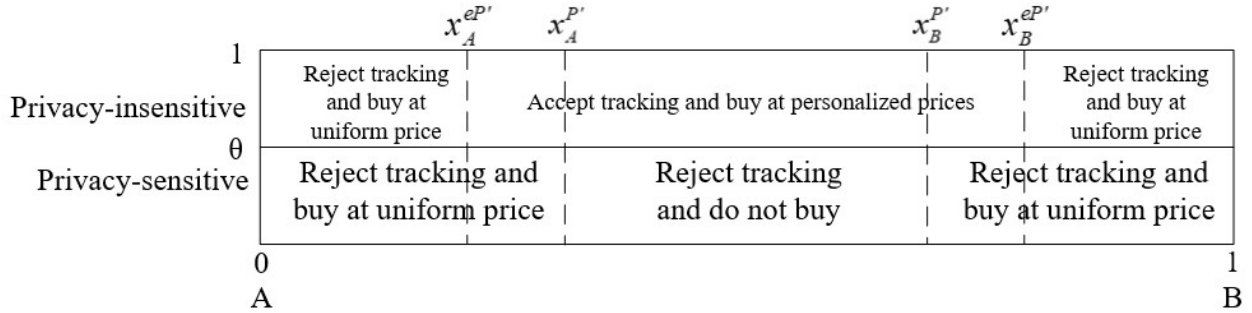 x_A^{eP'} x_A^{P'} x_B^{P'} x_B^{eP'}
1
Privacy-insensitive
Reject tracking
and buy at
uniform price
Accept tracking and buy at personalized prices
Reject tracking
and buy at
uniform price
θ
Privacy-sensitive
Reject tracking and
buy at uniform price
Reject tracking
and do not buy
Reject tracking and
buy at uniform price
0 1
A B